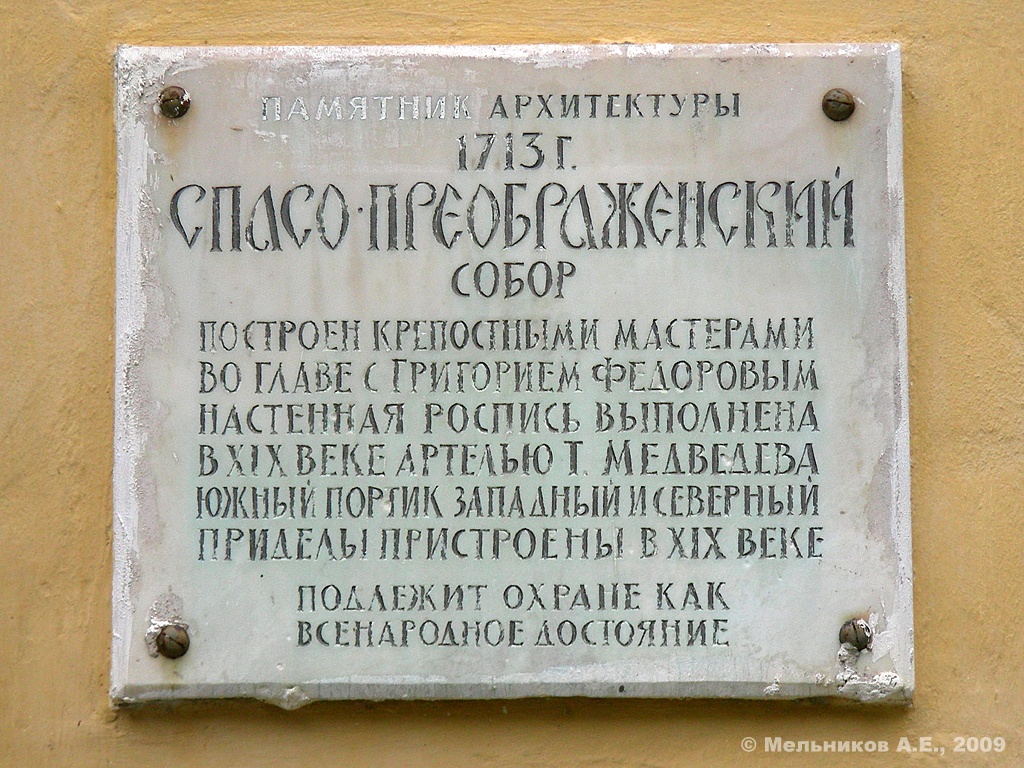 ПАМЯТНИК АРХИТЕКТУРЫ
1713 Г.
СПАСО·ПРЕОБРАЖЕНСКИЙ
СОБОР
ПОСТРОЕН КРЕПОСТНЫМИ МАСТЕРАМИ
ВО ГЛАВЕ С ГРИГОРИЕМ ФЕДОРОВЫМ
НАСТЕННАЯ РОСПИСЬ ВЫПОЛНЕНА
В XIX ВЕКЕ АРТЕЛЬЮ Т. МЕДВЕДЕВА
ЮЖНЫЙ ПОРТИК ЗАПАДНЫЙ И СЕВЕРНЫЙ
ПРИДЕЛЫ ПРИСТРОЕНЫ В XIX ВЕКЕ
ПОДЛЕЖИТ ОХРАНЕ КАК
ВСЕНАРОДНОЕ ДОСТОЯНИЕ
© Мельников А.Е., 2009